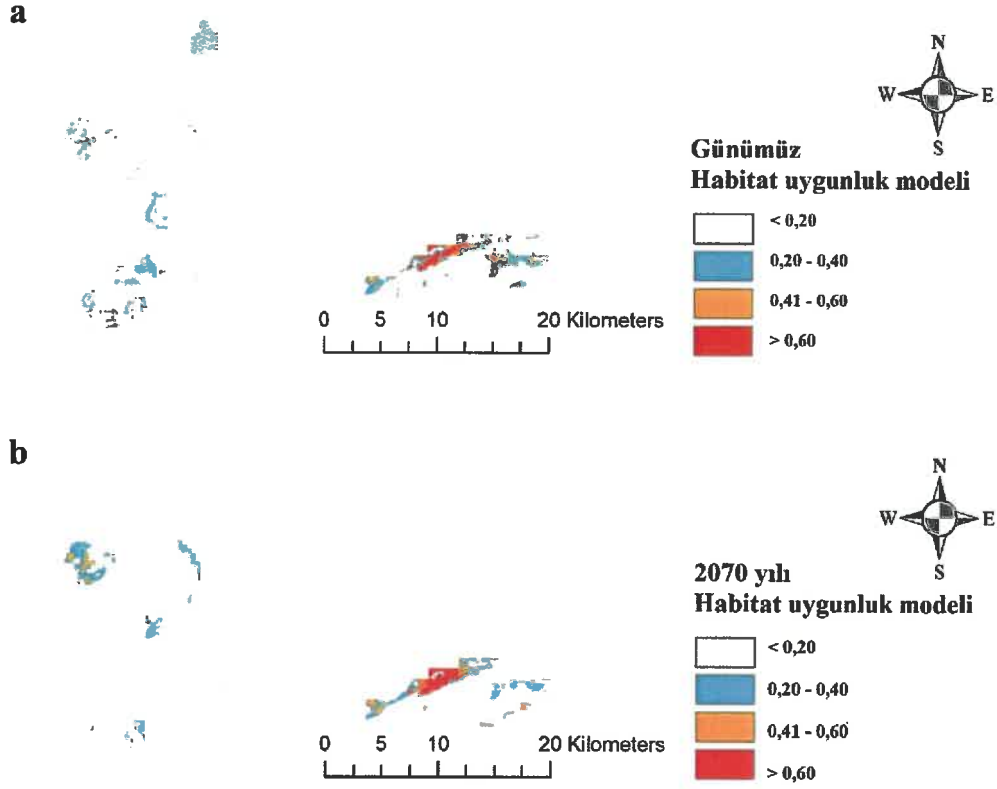 a
N
W E
S
Günümüz
Habitat uygunluk modeli
< 0,20
0,20 - 0,40
0,41 - 0,60
> 0,60
0 5 10 20 Kilometers
b
N
W E
S
2070 yılı
Habitat uygunluk modeli
< 0,20
0,20 - 0,40
0,41 - 0,60
> 0,60
0 5 10 20 Kilometers